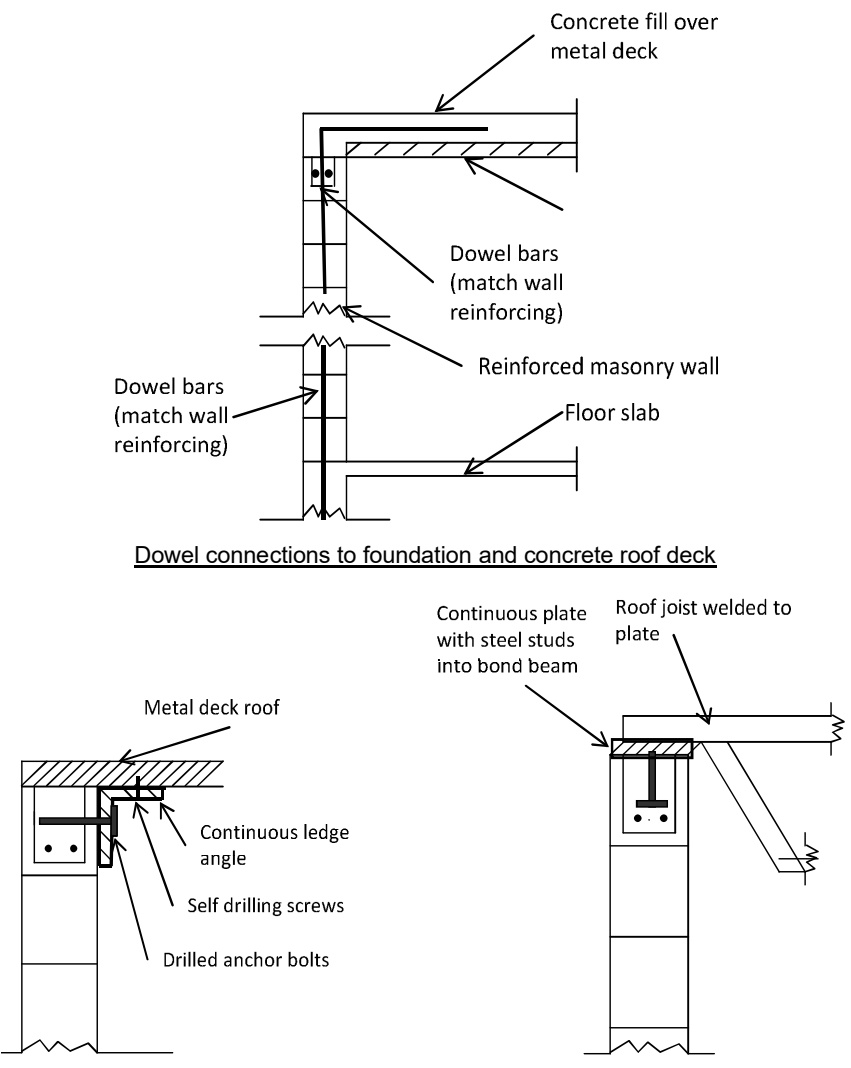 Concrete fill over
metal deck
Dowel bars
(match wall
reinforcing)
Reinforced masonry wall
Dowel bars
(match wall
reinforcing)
Floor slab
Dowel connections to foundation and concrete roof deck
Continuous plate
with steel studs
into bond beam
Roof joist welded to
plate
Metal deck roof
Continuous ledge
angle
Self drilling screws
Drilled anchor bolts